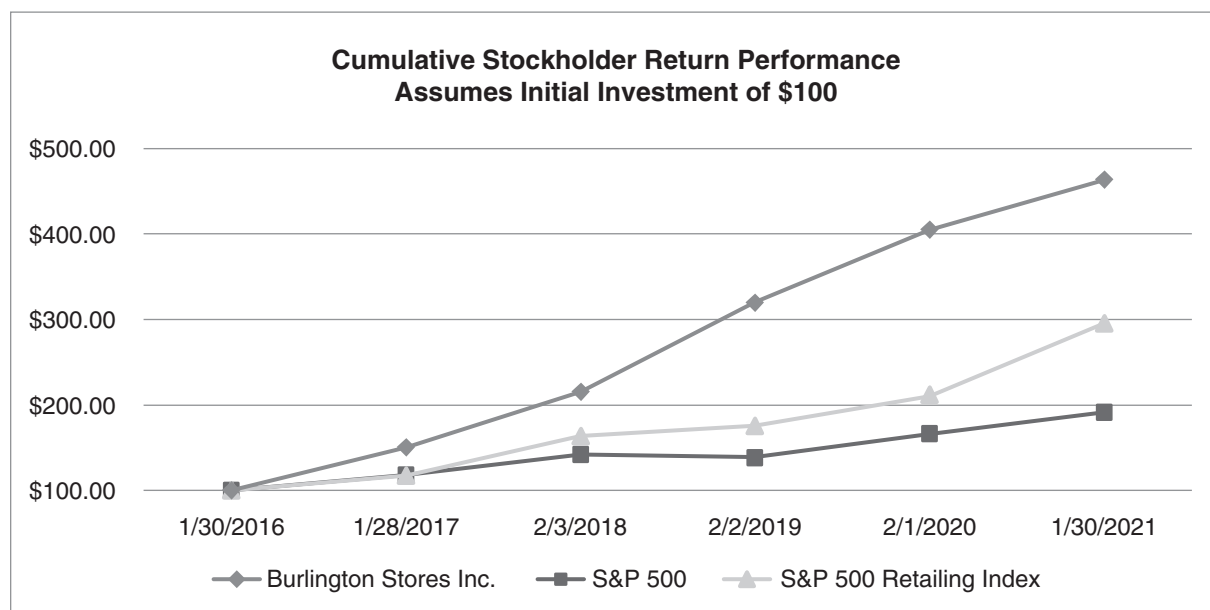 Cumulative Stockholder Return Performance
Assumes Initial Investment of $100
$500.00
$400.00
$300.00
$200.00
$100.00
1/30/2016 1/28/2017 2/3/2018 2/2/2019 2/1/2020 1/30/2021
Burlington Stores Inc. S&P 500 S&P 500 Retailing Index